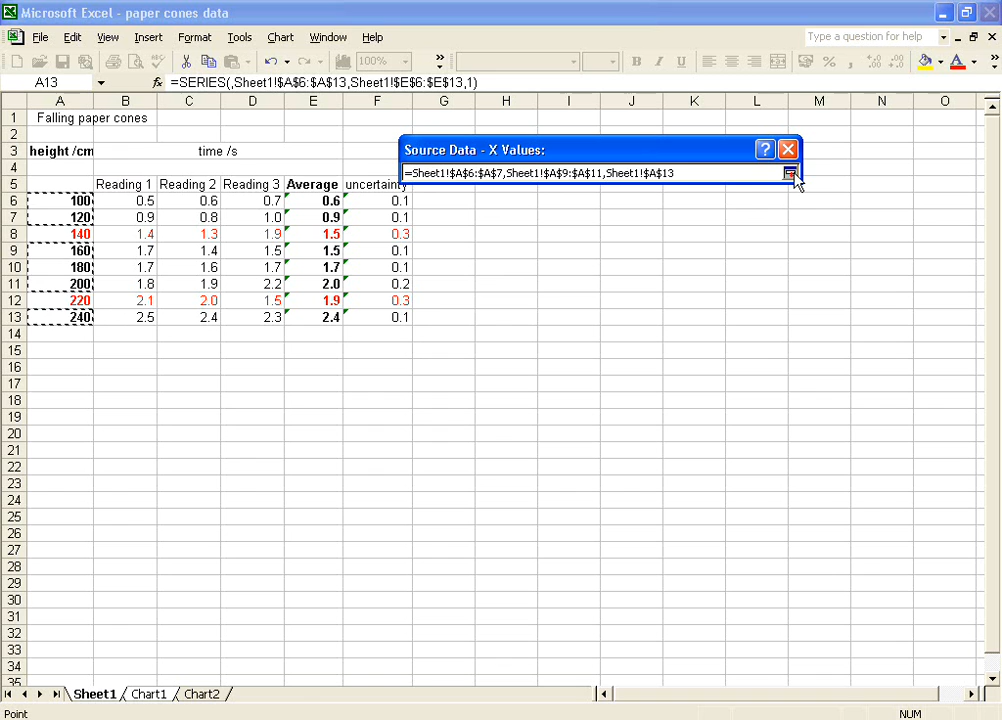 Microsoft Excel - paper cones data
File Edit View Insert Format Tools Chart Window Help Type a question for help
100%
A13 fx =SERIES(,Sheet1!$A$6:$A$13,Sheet1!$E$6:$E$13,1)
A B C D E F G H I J K L M N O
1 Falling paper cones
2
3 height /cm time /s
4
5 Reading 1 Reading 2 Reading 3 Average uncertainty
6 100 0.5 0.6 0.7 0.6 0.1
7 120 0.9 0.8 1.0 0.9 0.1
8 140 1.4 1.3 1.9 1.5 0.3
9 160 1.7 1.4 1.5 1.5 0.1
10 180 1.7 1.6 1.7 1.7 0.1
11 200 1.8 1.9 2.2 2.0 0.2
12 220 2.1 2.0 1.5 1.9 0.3
13 240 2.5 2.4 2.3 2.4 0.1
14
15
16
17
18
19
20
21
22
23
24
25
26
27
28
29
30
31
32
33
34
35
Source Data - X Values:
=Sheet1!$A$6:$A$7,Sheet1!$A$9:$A$11,Sheet1!$A$13
Sheet1 Chart1 Chart2
Point NUM